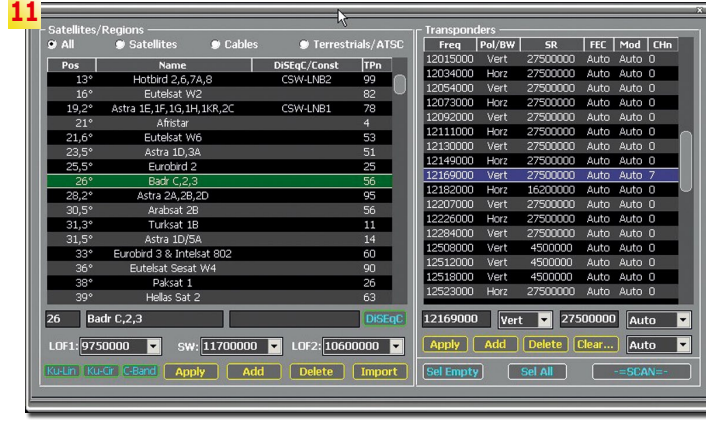 11
Satellites/Regions
All Satellites Cables Terrestrials/ATSC
Pos Name DiSEqC/Const TPn
13° Hotbird 2,6,7A,8 CSW-LNB2 99
16° Eutelsat W2 82
19,2° Astra 1E,1F,1G,1H,1KR,2C CSW-LNB1 78
21° Afristar 4
21,6° Eutelsat W6 53
23,5° Astra 1D,3A 51
25,5° Eurobird 2 25
26° Badr C,2,3 56
28,2° Astra 2A,2B,2D 95
30,5° Arabsat 2B 56
31,3° Turksat 1B 11
31,5° Astra 1D/5A 14
33° Eurobird 3 & Intelsat 802 60
36° Eutelsat Sesat W4 90
38° Paksat 1 26
39° Hellas Sat 2 63
26 Badr C,2,3 DiSEqC
LOF1: 9750000 SW: 11700000 LOF2: 10600000
Ku-Lin Ku-Cir C-Band Apply Add Delete Import
Transponders
Freq Pol/BW SR FEC Mod CHn
12015000 Vert 27500000 Auto Auto 0
12034000 Horz 27500000 Auto Auto 0
12054000 Vert 27500000 Auto Auto 0
12073000 Horz 27500000 Auto Auto 0
12092000 Vert 27500000 Auto Auto 0
12111000 Horz 27500000 Auto Auto 0
12130000 Vert 27500000 Auto Auto 0
12149000 Horz 27500000 Auto Auto 0
12169000 Vert 27500000 Auto Auto 7
12182000 Horz 16200000 Auto Auto 0
12207000 Vert 27500000 Auto Auto 0
12226000 Horz 27500000 Auto Auto 0
12284000 Vert 27500000 Auto Auto 0
12508000 Vert 4500000 Auto Auto 0
12512000 Vert 4500000 Auto Auto 0
12518000 Vert 4500000 Auto Auto 0
12523000 Horz 27500000 Auto Auto 0
12169000 Vert 27500000 Auto
Apply Add Delete Clear... Auto
Sel Empty Sel All -=SCAN=-